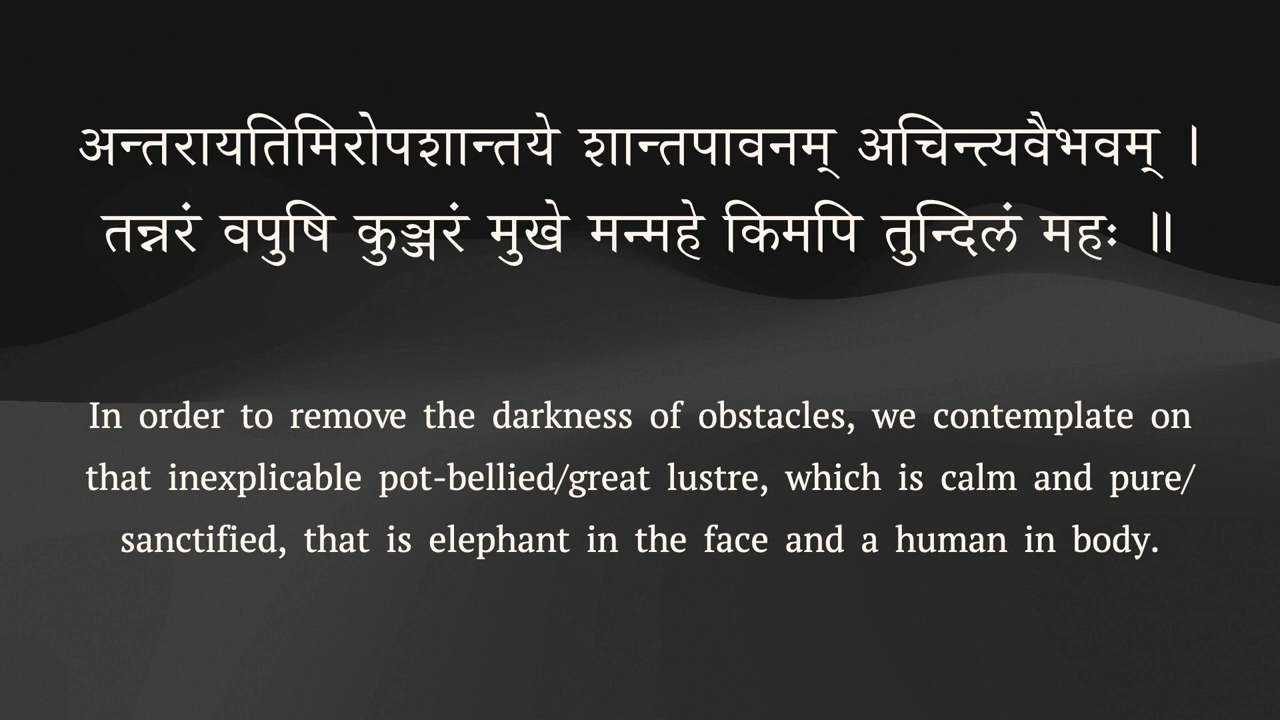 अन्तरायतिमिरोपशान्तये शान्तपावनम् अचिन्त्यवैभवम् ।
तन्नरं वपुषि कुञ्जरं मुखे मन्महे किमपि तुन्दिलं महः ॥
In order to remove the darkness of obstacles, we contemplate on
that inexplicable pot-bellied/great lustre, which is calm and pure/
sanctified, that is elephant in the face and a human in body.